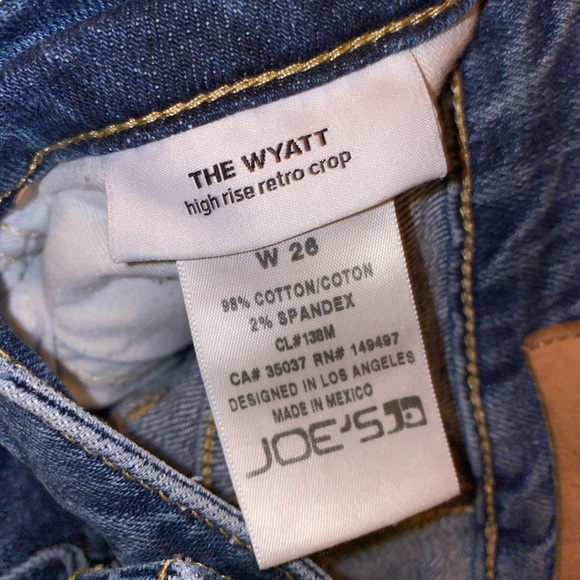 THE WYATT
high rise retro crop
W 26
98% COTTON/COTON
2% SPANDEX
CL#138M
CA# 35037 RN# 149497
DESIGNED IN LOS ANGELES
MADE IN MEXICO
JOE'S